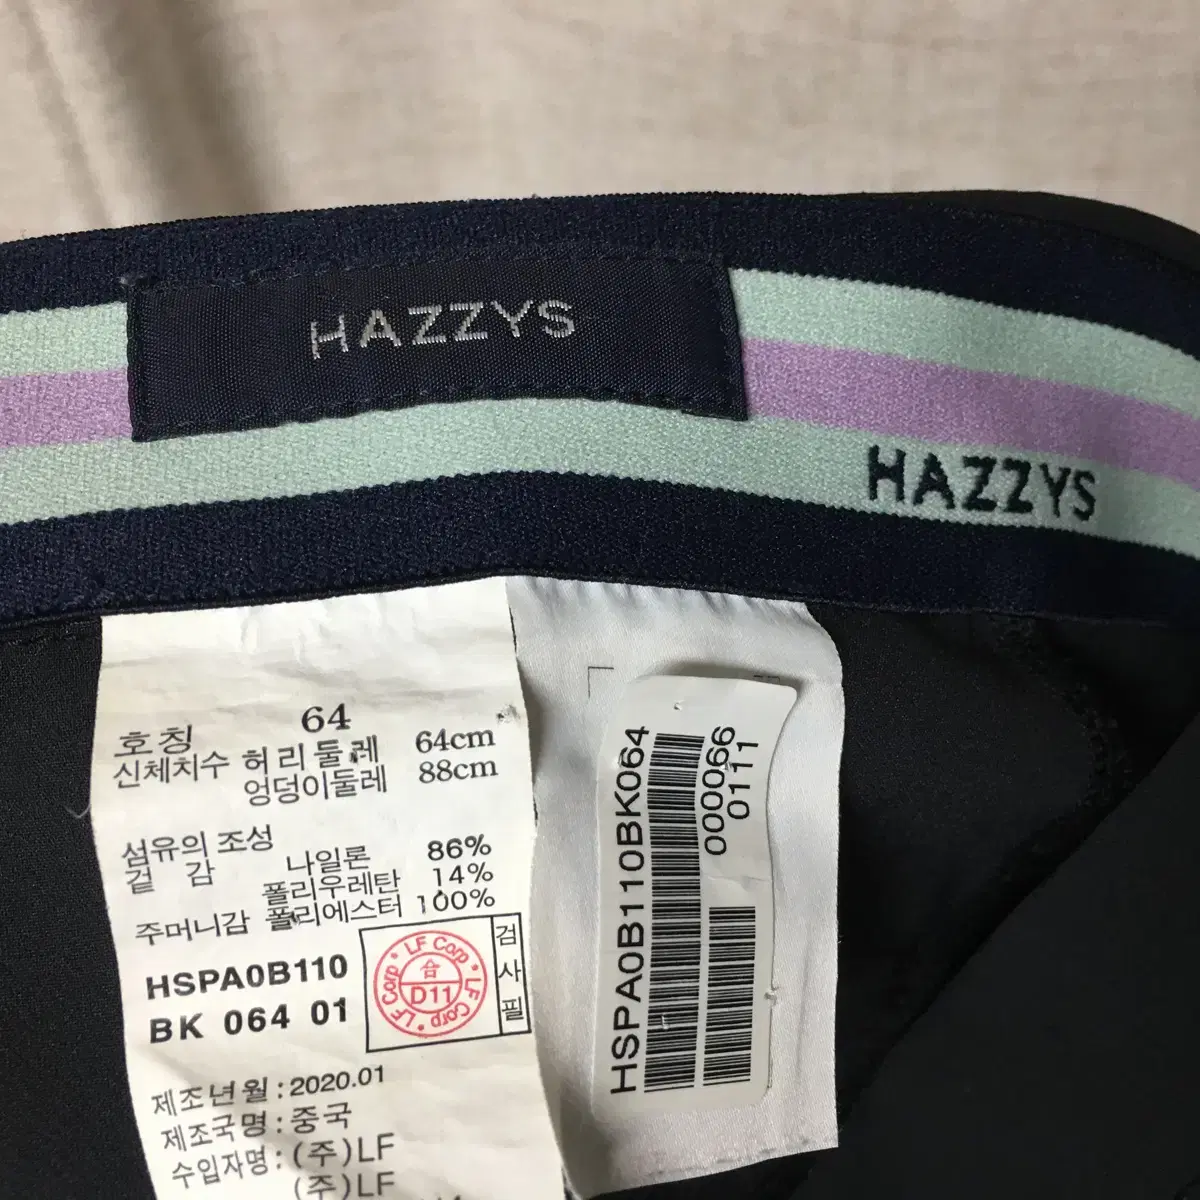 HAZZYS
HAZZYS
호칭 64
신체치수 허리둘레 64cm
엉덩이둘레 88cm
섬유의 조성
겉 감 나일론 86%
폴리우레탄 14%
주머니감 폴리에스터 100%
HSPA0B110
BK 064 01
LF Corp · LF Corp · LF Corp ·
合
D11
검사필
제조년월 : 2020.01
제조국명 : 중국
수입자명 : (주)LF
(주)LF
HSPA0B110BK064
000066
0111